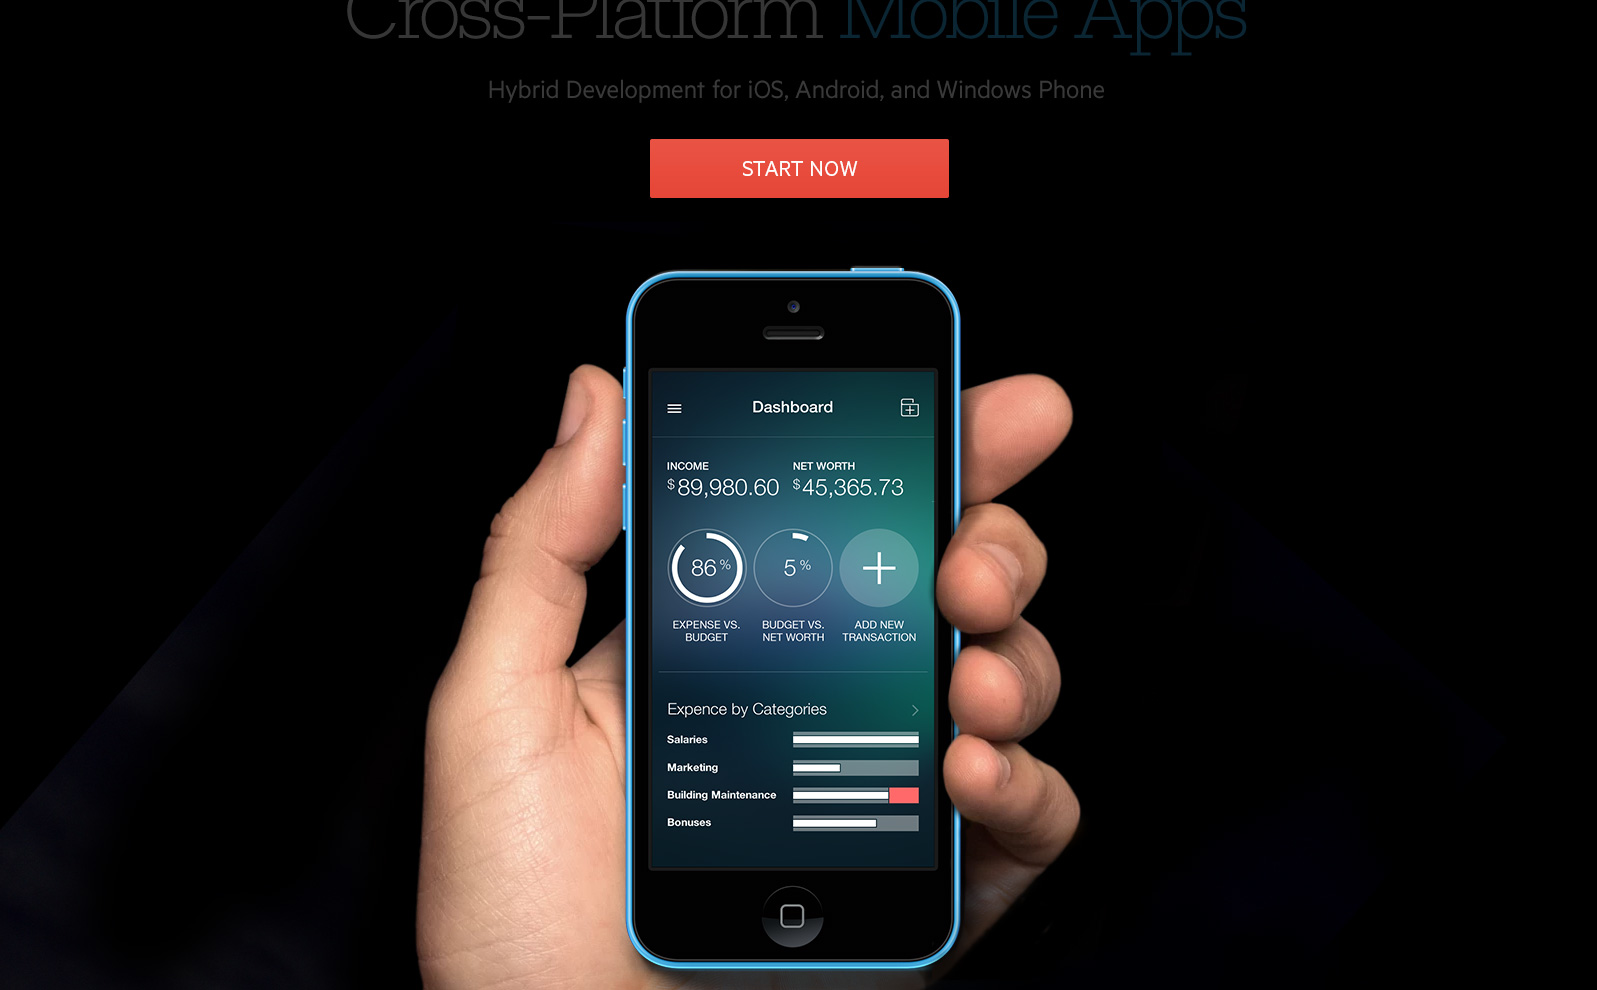 Cross-Platform Mobile Apps
Hybrid Development for iOS, Android, and Windows Phone
START NOW
Dashboard
INCOME
$89,980.60
NET WORTH
$45,365.73
86%
5%
EXPENSE VS.
BUDGET
BUDGET VS.
NET WORTH
ADD NEW
TRANSACTION
Expence by Categories
Salaries
Marketing
Building Maintenance
Bonuses